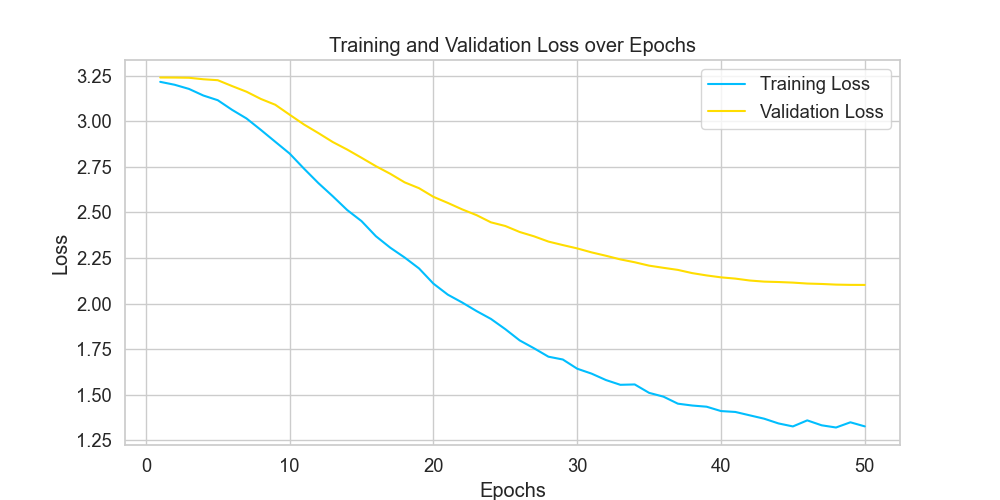 Training and Validation Loss over Epochs
Training Loss
Validation Loss
Loss
3.25
3.00
2.75
2.50
2.25
2.00
1.75
1.50
1.25
0 10 20 30 40 50
Epochs